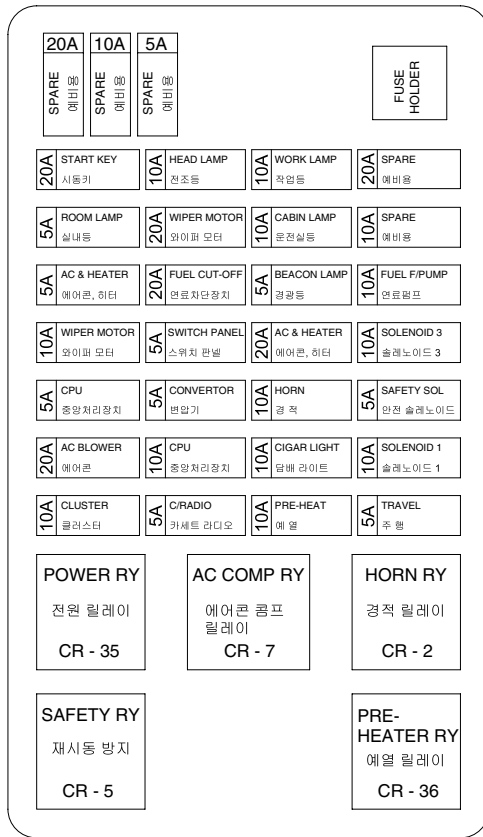 20A 10A 5A
SPARE 예비용 SPARE 예비용 SPARE 예비용
FUSE
HOLDER
20A START KEY 시동키
10A HEAD LAMP 전조등
10A WORK LAMP 작업등
20A SPARE 예비용
5A ROOM LAMP 실내등
20A WIPER MOTOR 와이퍼 모터
10A CABIN LAMP 운전실등
10A SPARE 예비용
5A AC & HEATER 에어콘, 히터
20A FUEL CUT-OFF 연료차단장치
5A BEACON LAMP 경광등
10A FUEL F/PUMP 연료펌프
10A WIPER MOTOR 와이퍼 모터
5A SWITCH PANEL 스위치 판넬
20A AC & HEATER 에어콘, 히터
10A SOLENOID 3 솔레노이드 3
5A CPU 중앙처리장치
5A CONVERTOR 변압기
10A HORN 경 적
5A SAFETY SOL 안전 솔레노이드
20A AC BLOWER 에어콘
10A CPU 중앙처리장치
10A CIGAR LIGHT 담배 라이트
10A SOLENOID 1 솔레노이드 1
10A CLUSTER 클러스터
5A C/RADIO 카세트 라디오
10A PRE-HEAT 예 열
5A TRAVEL 주 행
POWER RY
전원 릴레이
CR - 35
AC COMP RY
에어콘 콤프
릴레이
CR - 7
HORN RY
경적 릴레이
CR - 2
SAFETY RY
재시동 방지
CR - 5
PRE-
HEATER RY
예열 릴레이
CR - 36